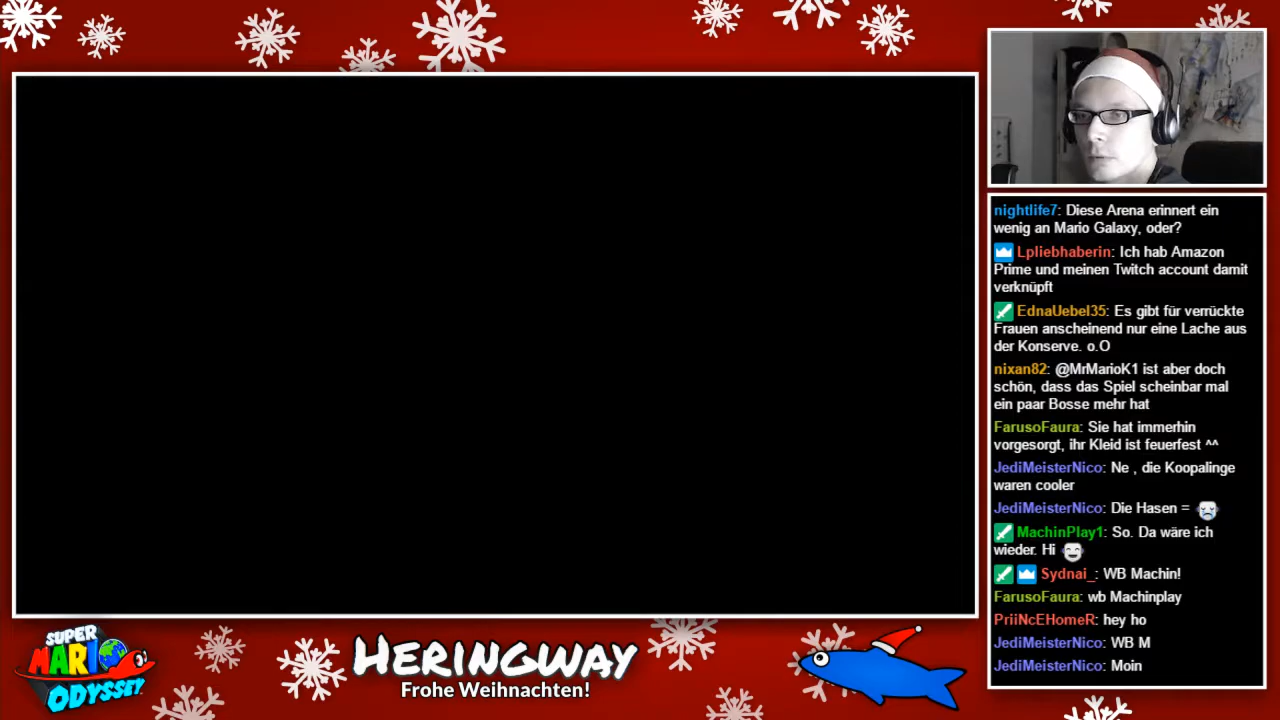 nightlife7: Diese Arena erinnert ein
wenig an Mario Galaxy, oder?
Lpliebhaberin: Ich hab Amazon
Prime und meinen Twitch account damit
verknüpft
EdnaUebel35: Es gibt für verrückte
Frauen anscheinend nur eine Lache aus
der Konserve. o.O
nixan82: @MrMarioK1 ist aber doch
schön, dass das Spiel scheinbar mal
ein paar Bosse mehr hat
FarusoFaura: Sie hat immerhin
vorgesorgt, ihr Kleid ist feuerfest ^^
JediMeisterNico: Ne , die Koopalinge
waren cooler
JediMeisterNico: Die Hasen =
MachinPlay1: So. Da wäre ich
wieder. Hi
Sydnai_: WB Machin!
FarusoFaura: wb Machinplay
PriiNcEHomeR: hey ho
JediMeisterNico: WB M
JediMeisterNico: Moin
SUPER
MARIO
ODYSSEY
HERINGWAY
Frohe Weihnachten!